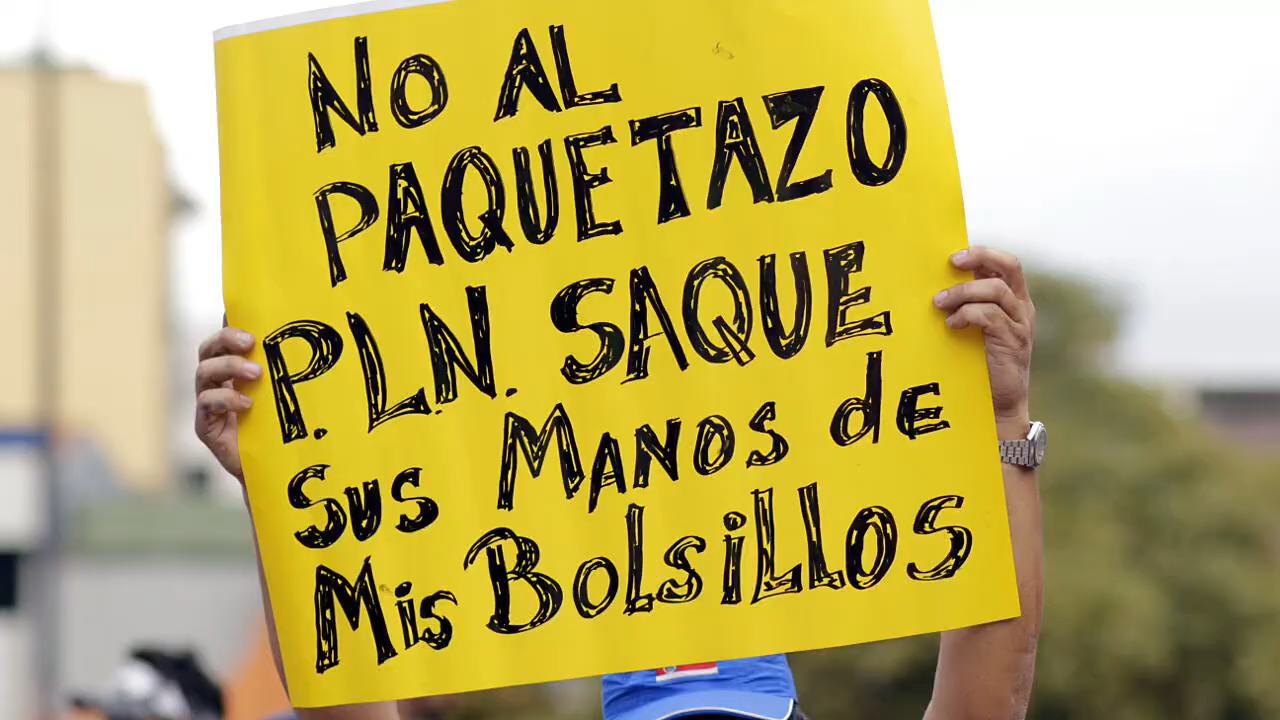 No AL
PAQUETAZO
P.L.N. SAQUE
Sus MANOS de
Mis BolsiLLOS